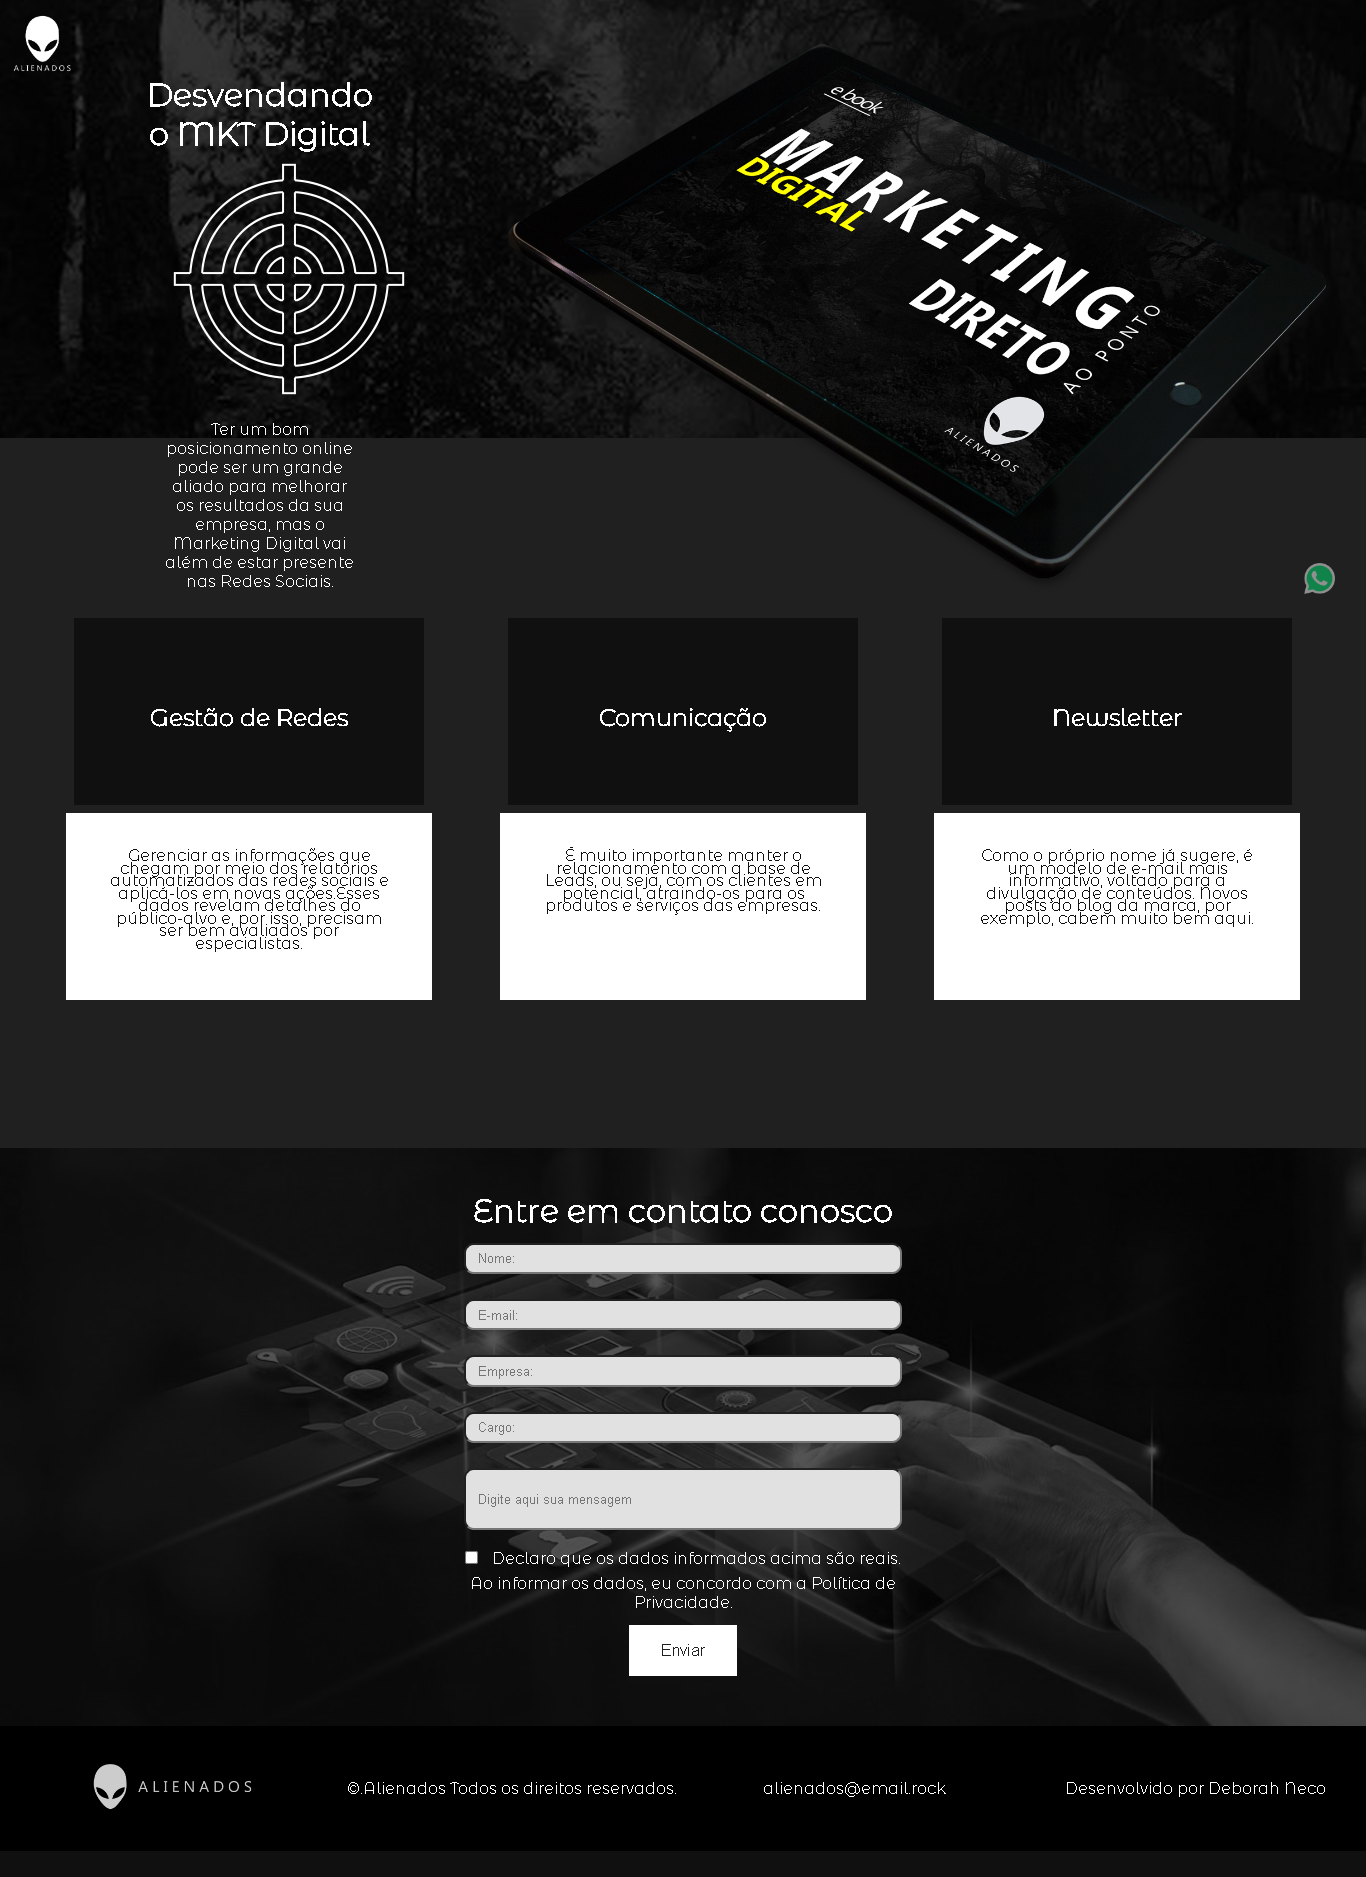 ALIENADOS
Desvendando
o MKT Digital
e book
MARKETING
DIGITAL
DIRETO
AO PONTO
ALIENADOS
Ter um bom
posicionamento online
pode ser um grande
aliado para melhorar
os resultados da sua
empresa, mas o
Marketing Digital vai
além de estar presente
nas Redes Sociais.
Gestão de Redes
Gerenciar as informações que
chegam por meio dos relatórios
automatizados das redes sociais e
aplicá-los em novas ações.Esses
dados revelam detalhes do
público-alvo e, por isso, precisam
ser bem avaliados por
especialistas.
Comunicação
É muito importante manter o
relacionamento com a base de
Leads, ou seja, com os clientes em
potencial, atraindo-os para os
produtos e serviços das empresas.
Newsletter
Como o próprio nome já sugere, é
um modelo de e-mail mais
informativo, voltado para a
divulgação de conteúdos. Novos
posts do blog da marca, por
exemplo, cabem muito bem aqui.
Entre em contato conosco
Nome:
E-mail:
Empresa:
Cargo:
Digite aqui sua mensagem
Declaro que os dados informados acima são reais.
Ao informar os dados, eu concordo com a Política de
Privacidade.
Enviar
ALIENADOS
©.Alienados Todos os direitos reservados.
alienados@email.rock
Desenvolvido por Deborah Neco